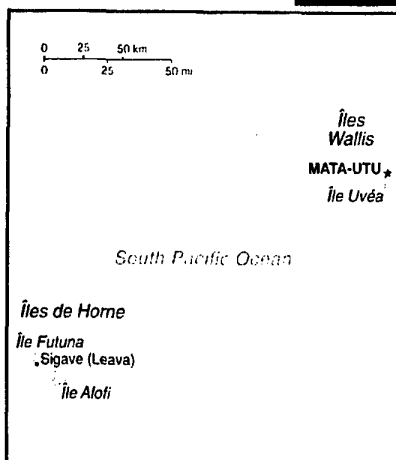 0 25 50 km
0 25 50 mi
Îles
Wallis
MATA-UTU
Île Uvéa
South Pacific Ocean
Îles de Horne
Île Futuna
Sigave (Leava)
Île Alofi